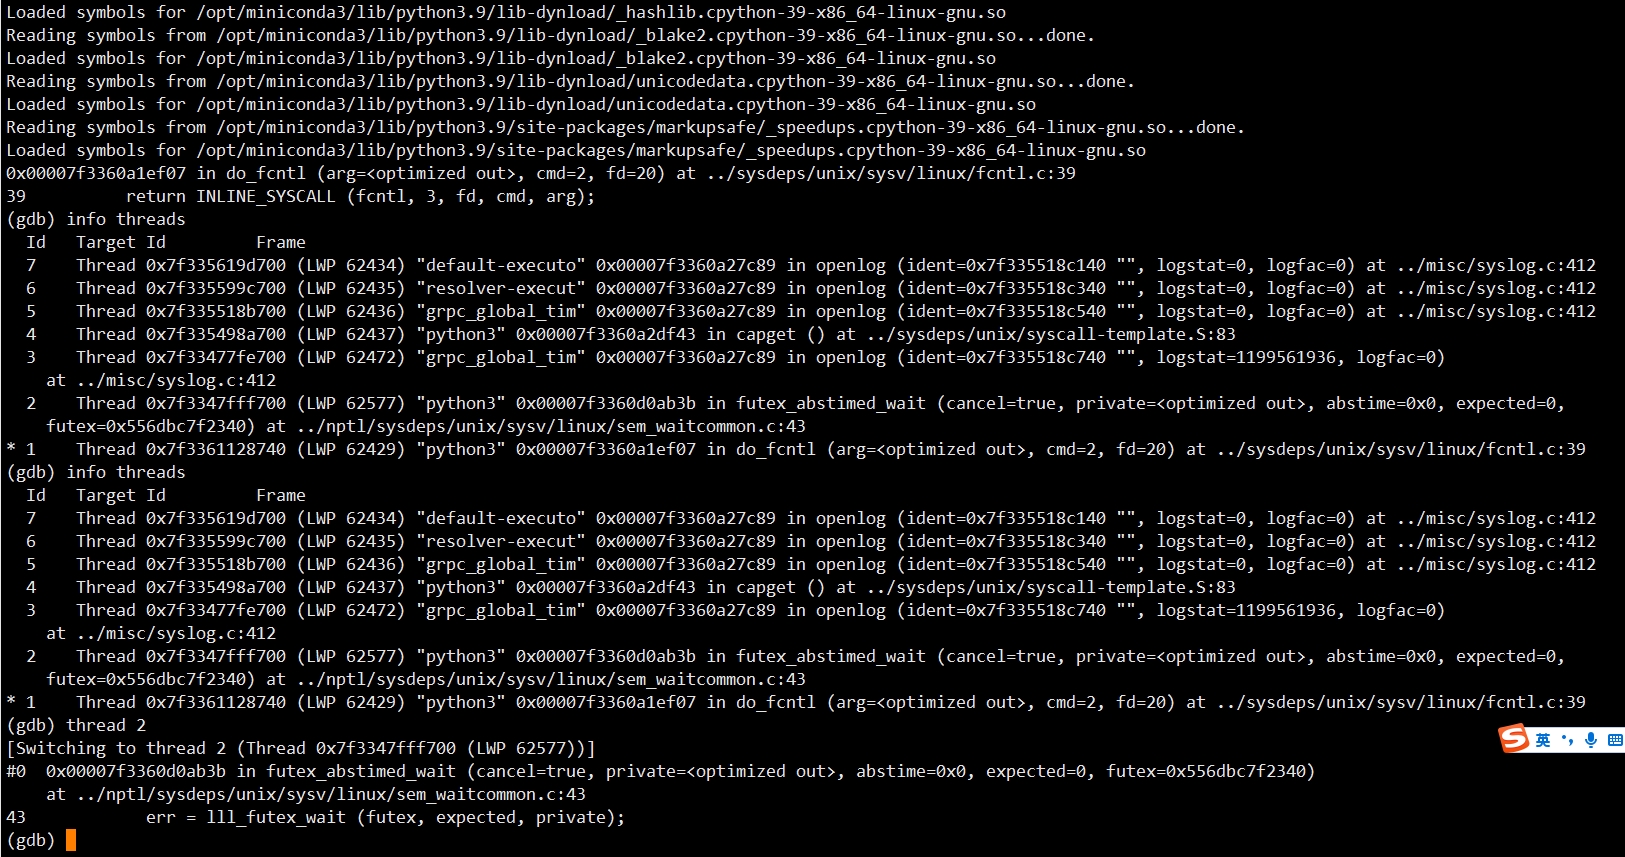 Loaded symbols for /opt/miniconda3/lib/python3.9/lib-dynload/_hashlib.cpython-39-x86_64-linux-gnu.so
Reading symbols from /opt/miniconda3/lib/python3.9/lib-dynload/_blake2.cpython-39-x86_64-linux-gnu.so...done.
Loaded symbols for /opt/miniconda3/lib/python3.9/lib-dynload/_blake2.cpython-39-x86_64-linux-gnu.so
Reading symbols from /opt/miniconda3/lib/python3.9/lib-dynload/unicodedata.cpython-39-x86_64-linux-gnu.so...done.
Loaded symbols for /opt/miniconda3/lib/python3.9/lib-dynload/unicodedata.cpython-39-x86_64-linux-gnu.so
Reading symbols from /opt/miniconda3/lib/python3.9/site-packages/markupsafe/_speedups.cpython-39-x86_64-linux-gnu.so...done.
Loaded symbols for /opt/miniconda3/lib/python3.9/site-packages/markupsafe/_speedups.cpython-39-x86_64-linux-gnu.so
0x00007f3360a1ef07 in do_fcntl (arg=<optimized out>, cmd=2, fd=20) at ../sysdeps/unix/sysv/linux/fcntl.c:39
39          return INLINE_SYSCALL (fcntl, 3, fd, cmd, arg);
(gdb) info threads
  Id   Target Id         Frame
  7    Thread 0x7f335619d700 (LWP 62434) "default-executo" 0x00007f3360a27c89 in openlog (ident=0x7f335518c140 "", logstat=0, logfac=0) at ../misc/syslog.c:412
  6    Thread 0x7f335599c700 (LWP 62435) "resolver-execut" 0x00007f3360a27c89 in openlog (ident=0x7f335518c340 "", logstat=0, logfac=0) at ../misc/syslog.c:412
  5    Thread 0x7f335518b700 (LWP 62436) "grpc_global_tim" 0x00007f3360a27c89 in openlog (ident=0x7f335518c540 "", logstat=0, logfac=0) at ../misc/syslog.c:412
  4    Thread 0x7f335498a700 (LWP 62437) "python3" 0x00007f3360a2df43 in capget () at ../sysdeps/unix/syscall-template.S:83
  3    Thread 0x7f33477fe700 (LWP 62472) "grpc_global_tim" 0x00007f3360a27c89 in openlog (ident=0x7f335518c740 "", logstat=1199561936, logfac=0)
    at ../misc/syslog.c:412
  2    Thread 0x7f3347fff700 (LWP 62577) "python3" 0x00007f3360d0ab3b in futex_abstimed_wait (cancel=true, private=<optimized out>, abstime=0x0, expected=0,
    futex=0x556dbc7f2340) at ../nptl/sysdeps/unix/sysv/linux/sem_waitcommon.c:43
* 1    Thread 0x7f3361128740 (LWP 62429) "python3" 0x00007f3360a1ef07 in do_fcntl (arg=<optimized out>, cmd=2, fd=20) at ../sysdeps/unix/sysv/linux/fcntl.c:39
(gdb) info threads
  Id   Target Id         Frame
  7    Thread 0x7f335619d700 (LWP 62434) "default-executo" 0x00007f3360a27c89 in openlog (ident=0x7f335518c140 "", logstat=0, logfac=0) at ../misc/syslog.c:412
  6    Thread 0x7f335599c700 (LWP 62435) "resolver-execut" 0x00007f3360a27c89 in openlog (ident=0x7f335518c340 "", logstat=0, logfac=0) at ../misc/syslog.c:412
  5    Thread 0x7f335518b700 (LWP 62436) "grpc_global_tim" 0x00007f3360a27c89 in openlog (ident=0x7f335518c540 "", logstat=0, logfac=0) at ../misc/syslog.c:412
  4    Thread 0x7f335498a700 (LWP 62437) "python3" 0x00007f3360a2df43 in capget () at ../sysdeps/unix/syscall-template.S:83
  3    Thread 0x7f33477fe700 (LWP 62472) "grpc_global_tim" 0x00007f3360a27c89 in openlog (ident=0x7f335518c740 "", logstat=1199561936, logfac=0)
    at ../misc/syslog.c:412
  2    Thread 0x7f3347fff700 (LWP 62577) "python3" 0x00007f3360d0ab3b in futex_abstimed_wait (cancel=true, private=<optimized out>, abstime=0x0, expected=0,
    futex=0x556dbc7f2340) at ../nptl/sysdeps/unix/sysv/linux/sem_waitcommon.c:43
* 1    Thread 0x7f3361128740 (LWP 62429) "python3" 0x00007f3360a1ef07 in do_fcntl (arg=<optimized out>, cmd=2, fd=20) at ../sysdeps/unix/sysv/linux/fcntl.c:39
(gdb) thread 2
[Switching to thread 2 (Thread 0x7f3347fff700 (LWP 62577))]
#0  0x00007f3360d0ab3b in futex_abstimed_wait (cancel=true, private=<optimized out>, abstime=0x0, expected=0, futex=0x556dbc7f2340)
    at ../nptl/sysdeps/unix/sysv/linux/sem_waitcommon.c:43
43            err = lll_futex_wait (futex, expected, private);
(gdb)
S 英